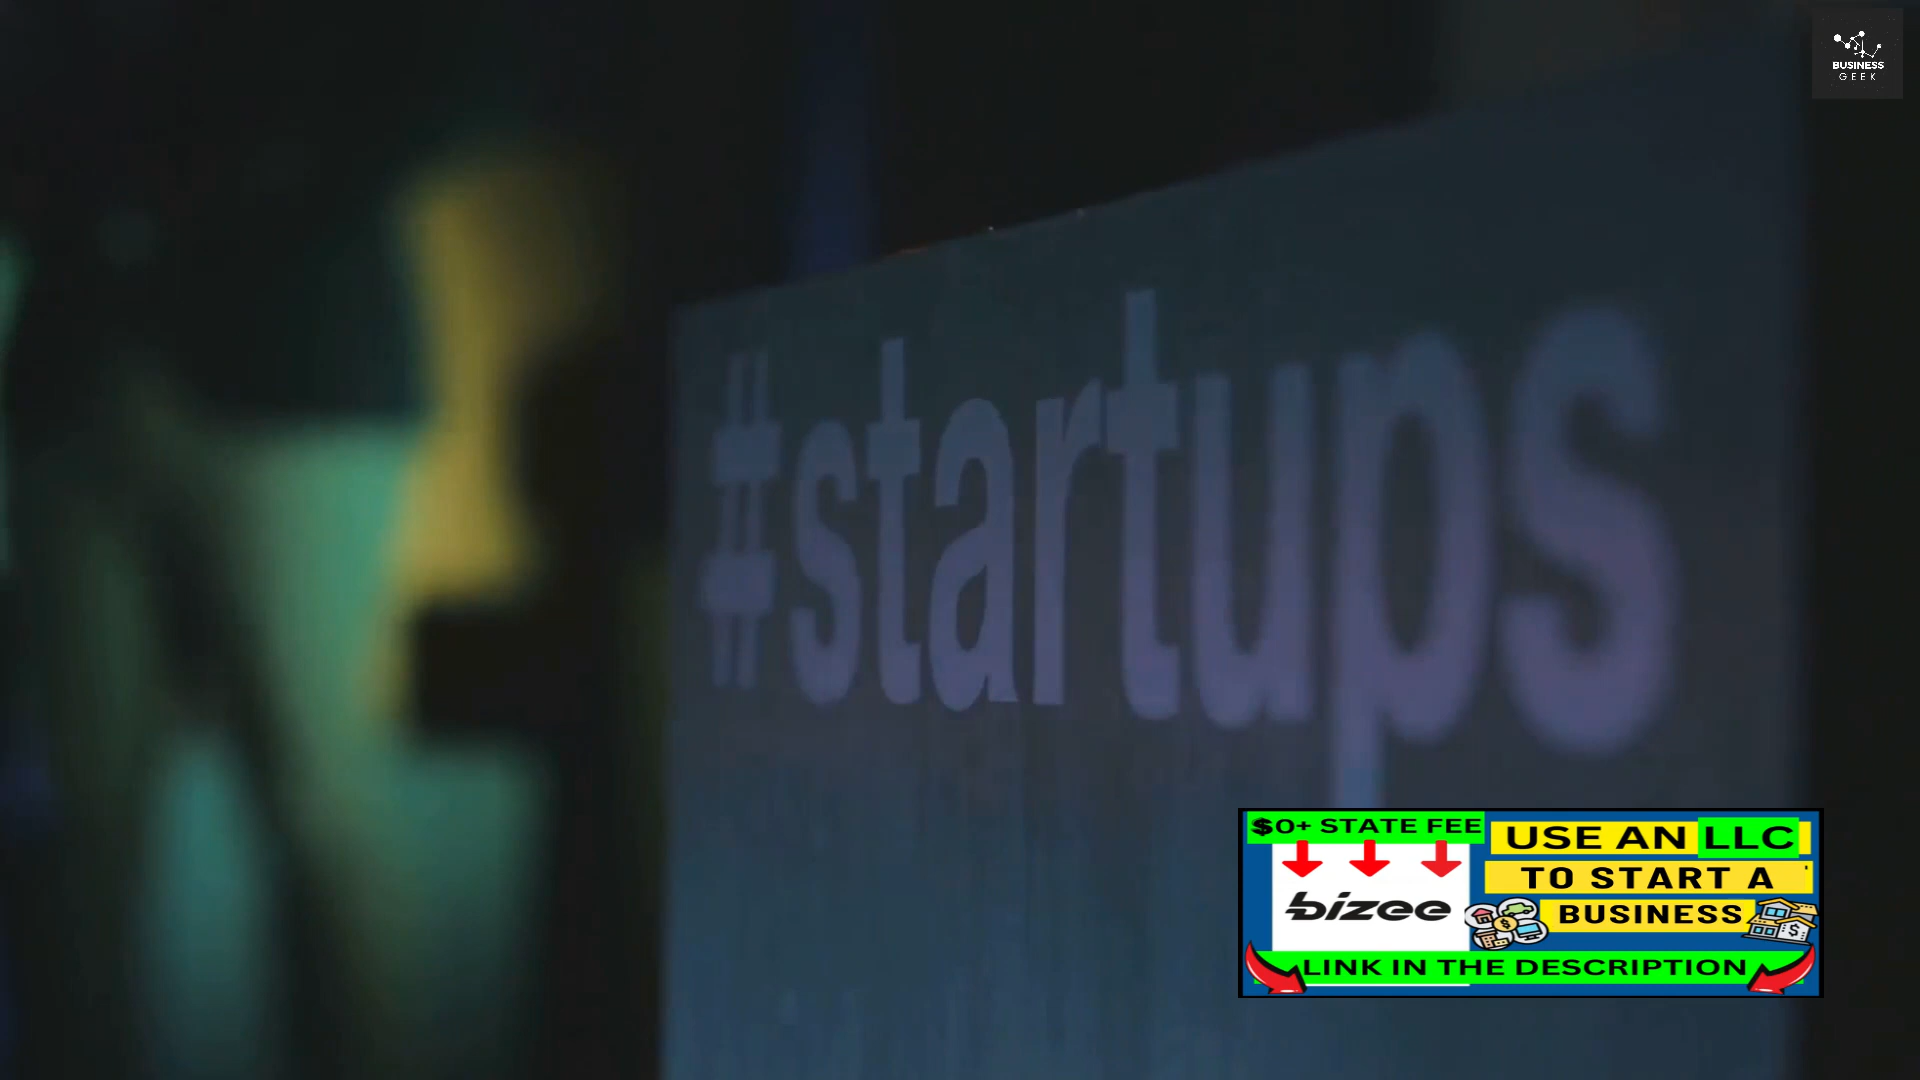 BUSINESS
GEEK
#startups
$0+ STATE FEE
bizee
USE AN LLC
TO START A
BUSINESS
LINK IN THE DESCRIPTION